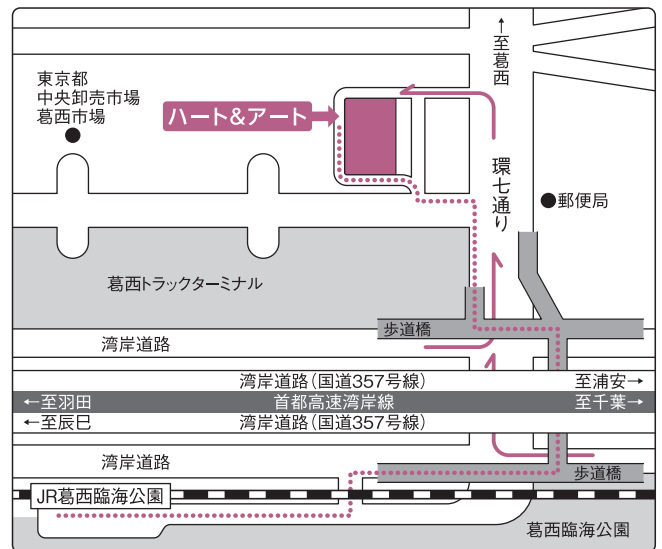 ↑至葛西
東京都
中央卸売市場
葛西市場
ハート&アート
環七通り
郵便局
葛西トラックターミナル
歩道橋
湾岸道路
湾岸道路(国道357号線)
至浦安→
←至羽田
首都高速湾岸線
至千葉→
←至辰巳
湾岸道路(国道357号線)
湾岸道路
歩道橋
JR葛西臨海公園
葛西臨海公園